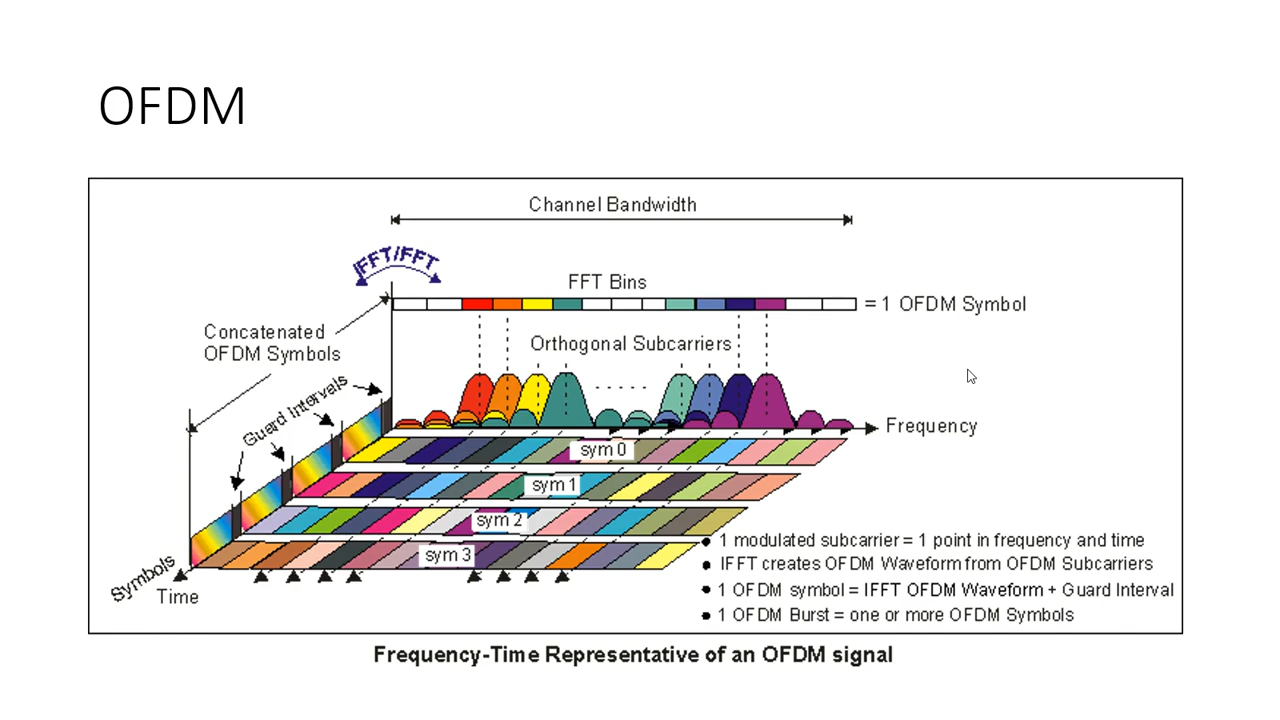 OFDM
Channel Bandwidth
IFFT/FFT
FFT Bins
= 1 OFDM Symbol
Concatenated
OFDM Symbols
Orthogonal Subcarriers
Guard Intervals
Frequency
sym 0
sym 1
sym 2
sym 3
Symbols
Time
• 1 modulated subcarrier = 1 point in frequency and time
• IFFT creates OFDM Waveform from OFDM Subcarriers
• 1 OFDM symbol = IFFT OFDM Waveform + Guard Interval
• 1 OFDM Burst = one or more OFDM Symbols
Frequency-Time Representative of an OFDM signal